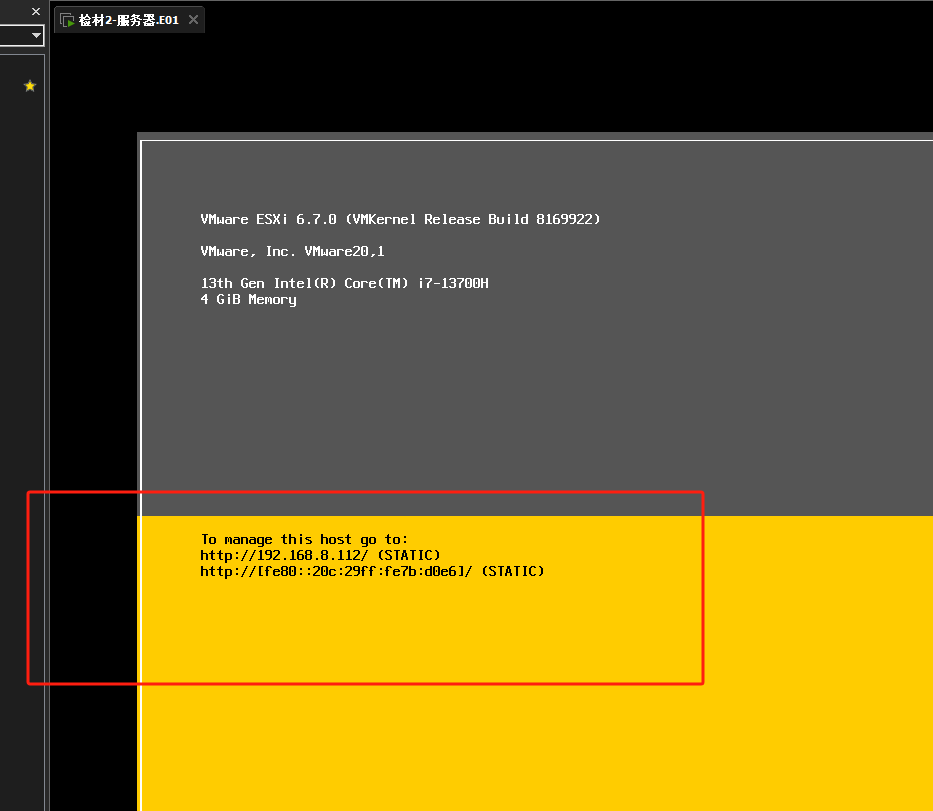 检材2-服务器.E01
VMware ESXi 6.7.0 (VMKernel Release Build 8169922)
VMware, Inc. VMware20,1
13th Gen Intel(R) Core(TM) i7-13700H
4 GiB Memory
To manage this host go to:
http://192.168.8.112/ (STATIC)
http://[fe80::20c:29ff:fe7b:d0e6]/ (STATIC)